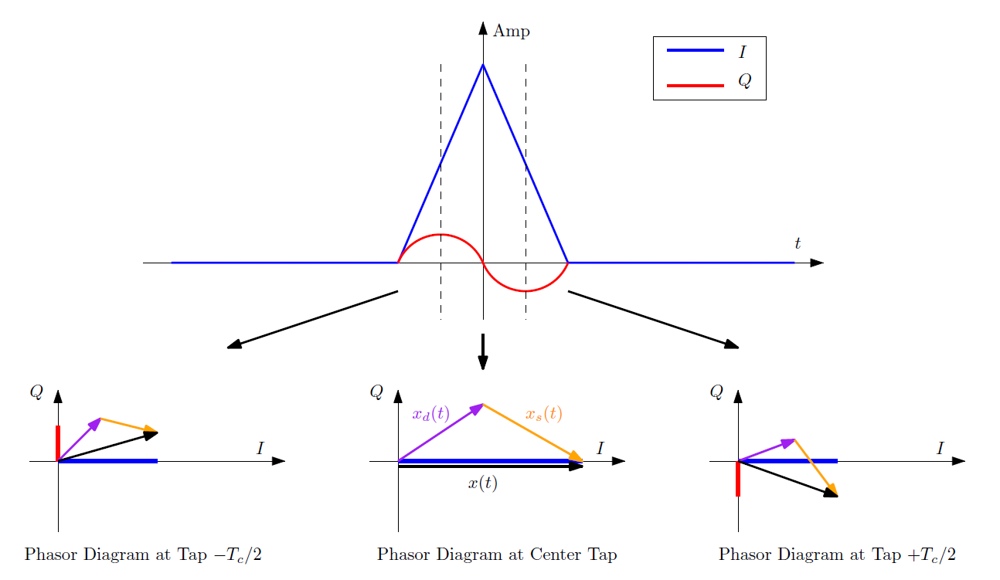 Amp
I
Q
t
Q
I
Q
x_d(t)
x_s(t)
I
x(t)
Q
I
Phasor Diagram at Tap −T_c/2
Phasor Diagram at Center Tap
Phasor Diagram at Tap +T_c/2